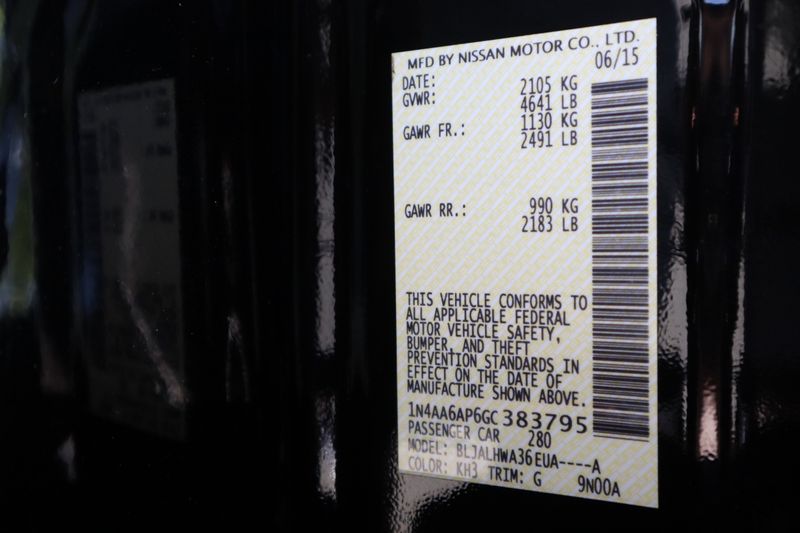 MFD BY NISSAN MOTOR CO., LTD.
DATE: 06/15
GVWR: 2105 KG
4641 LB
GAWR FR.: 1130 KG
2491 LB
GAWR RR.: 990 KG
2183 LB
THIS VEHICLE CONFORMS TO
ALL APPLICABLE FEDERAL
MOTOR VEHICLE SAFETY,
BUMPER, AND THEFT
PREVENTION STANDARDS IN
EFFECT ON THE DATE OF
MANUFACTURE SHOWN ABOVE.
1N4AA6AP6GC383795
PASSENGER CAR 280
MODEL: BLJALHWA36EUA----A
COLOR: KH3 TRIM: G 9N00A